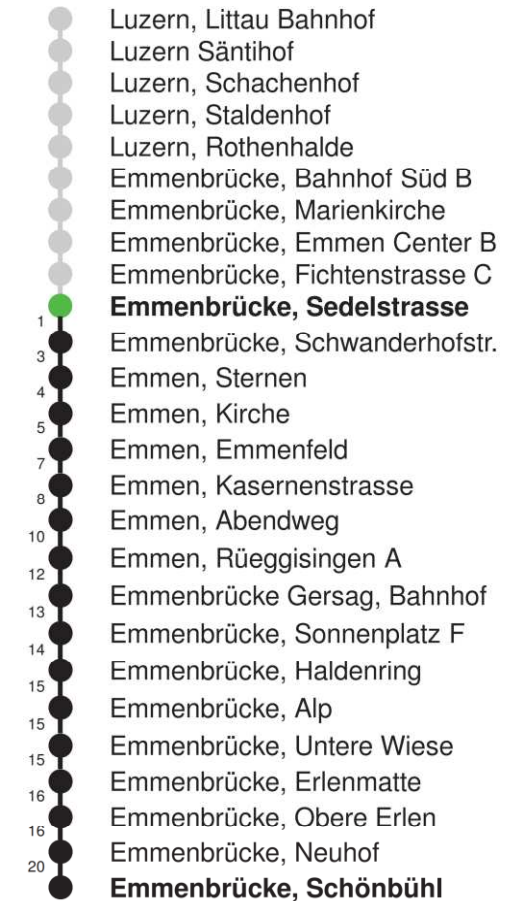 Luzern, Littau Bahnhof
Luzern Säntihof
Luzern, Schachenhof
Luzern, Staldenhof
Luzern, Rothenhalde
Emmenbrücke, Bahnhof Süd B
Emmenbrücke, Marienkirche
Emmenbrücke, Emmen Center B
Emmenbrücke, Fichtenstrasse C
Emmenbrücke, Sedelstrasse
1
Emmenbrücke, Schwanderhofstr.
3
Emmen, Sternen
4
Emmen, Kirche
5
Emmen, Emmenfeld
7
Emmen, Kasernenstrasse
8
Emmen, Abendweg
10
Emmen, Rüeggisingen A
12
Emmenbrücke Gersag, Bahnhof
13
Emmenbrücke, Sonnenplatz F
14
Emmenbrücke, Haldenring
15
Emmenbrücke, Alp
15
Emmenbrücke, Untere Wiese
15
Emmenbrücke, Erlenmatte
16
Emmenbrücke, Obere Erlen
16
Emmenbrücke, Neuhof
20
Emmenbrücke, Schönbühl